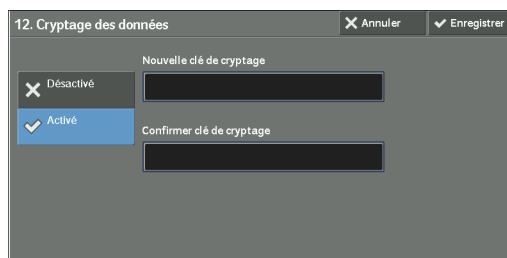 12. Cryptage des données
Annuler
Enregistrer
Nouvelle clé de cryptage
Désactivé
Activé
Confirmer clé de cryptage